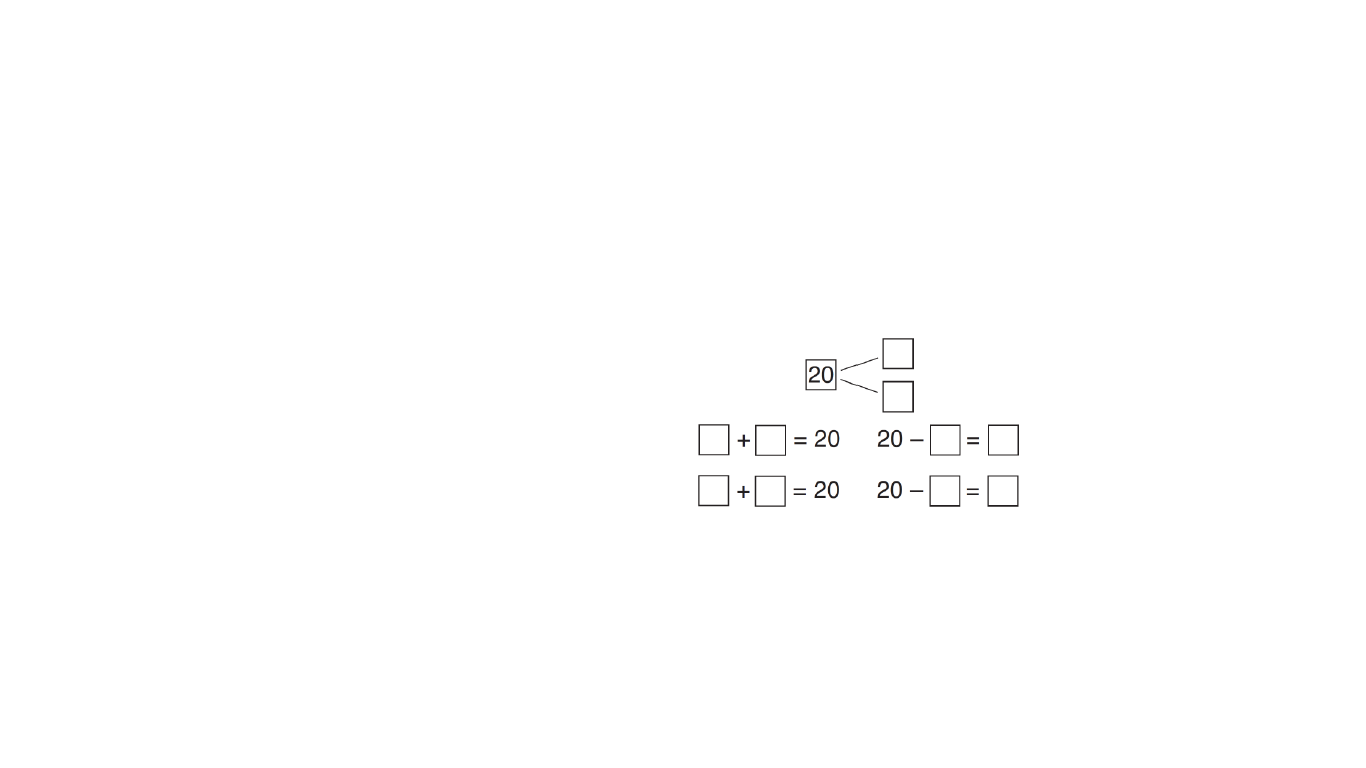 20
□ + □ = 20 20 – □ = □
□ + □ = 20 20 – □ = □